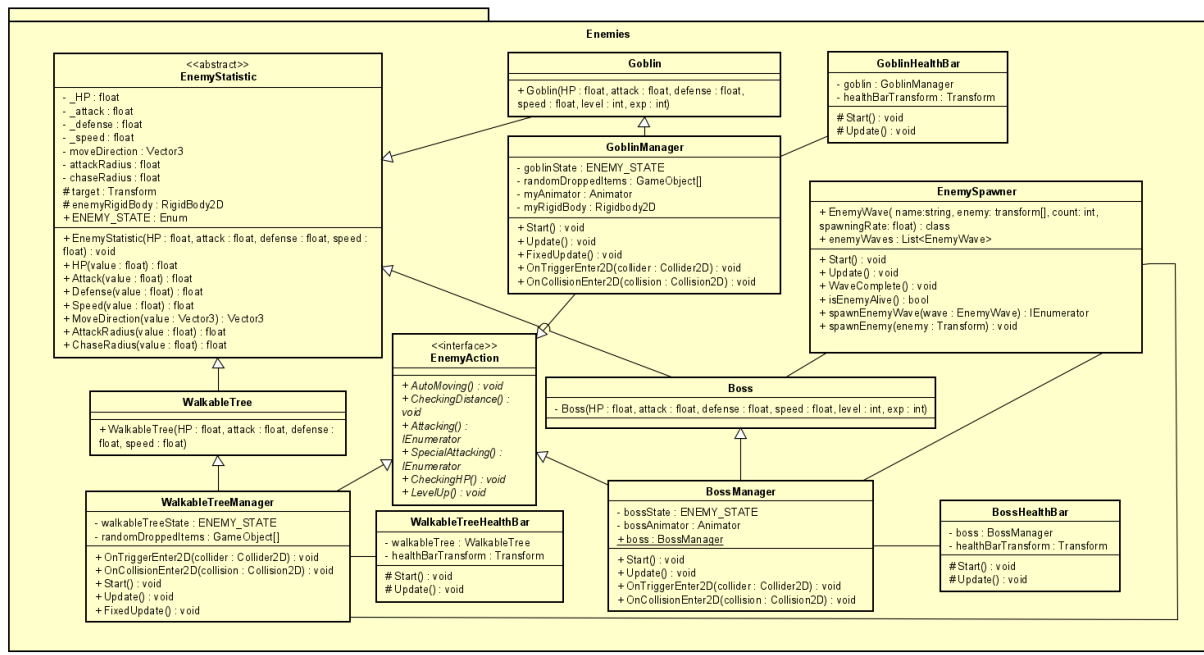 Enemies
<<abstract>>
EnemyStatistic
- _HP : float
- _attack : float
- _defense : float
- _speed : float
- moveDirection : Vector3
- attackRadius : float
- chaseRadius : float
# target : Transform
# enemyRigidBody : RigidBody2D
+ ENEMY_STATE : Enum
+ EnemyStatistic(HP : float, attack : float, defense : float, speed :
float) : void
+ HP(value : float) : float
+ Attack(value : float) : float
+ Defense(value : float) : float
+ Speed(value : float) : float
+ MoveDirection(value : Vector3) : Vector3
+ AttackRadius(value : float) : float
+ ChaseRadius(value : float) : float
Goblin
+ Goblin(HP : float, attack : float, defense : float,
speed : float, level : int, exp : int)
GoblinHealthBar
- goblin : GoblinManager
- healthBarTransform : Transform
# Start() : void
# Update() : void
GoblinManager
- goblinState : ENEMY_STATE
- randomDroppedItems : GameObject[]
- myAnimator : Animator
- myRigidBody : Rigidbody2D
+ Start() : void
+ Update() : void
+ FixedUpdate() : void
+ OnTriggerEnter2D(collider : Collider2D) : void
+ OnCollisionEnter2D(collision : Collision2D) : void
EnemySpawner
+ EnemyWave( name:string, enemy: transform[], count: int,
spawningRate: float) : class
+ enemyWaves : List<EnemyWave>
+ Start() : void
+ Update() : void
+ WaveComplete() : void
+ isEnemyAlive() : bool
+ spawnEnemyWave(wave : EnemyWave) : IEnumerator
+ spawnEnemy(enemy : Transform) : void
<<interface>>
EnemyAction
+ AutoMoving() : void
+ CheckingDistance() :
void
+ Attacking() :
IEnumerator
+ SpecialAttacking() :
IEnumerator
+ CheckingHP() : void
+ LevelUp() : void
Boss
- Boss(HP : float, attack : float, defense : float, speed : float, level : int, exp : int)
WalkableTree
+ WalkableTree(HP : float, attack : float, defense :
float, speed : float)
WalkableTreeManager
- walkableTreeState : ENEMY_STATE
- randomDroppedItems : GameObject[]
+ OnTriggerEnter2D(collider : Collider2D) : void
+ OnCollisionEnter2D(collision : Collision2D) : void
+ Start() : void
+ Update() : void
+ FixedUpdate() : void
WalkableTreeHealthBar
- walkableTree : WalkableTree
- healthBarTransform : Transform
# Start() : void
# Update() : void
BossManager
- bossState : ENEMY_STATE
- bossAnimator : Animator
+ boss : BossManager
+ Start() : void
+ Update() : void
+ OnTriggerEnter2D(collider : Collider2D) : void
+ OnCollisionEnter2D(collision : Collision2D) : void
BossHealthBar
- boss : BossManager
- healthBarTransform : Transform
# Start() : void
# Update() : void